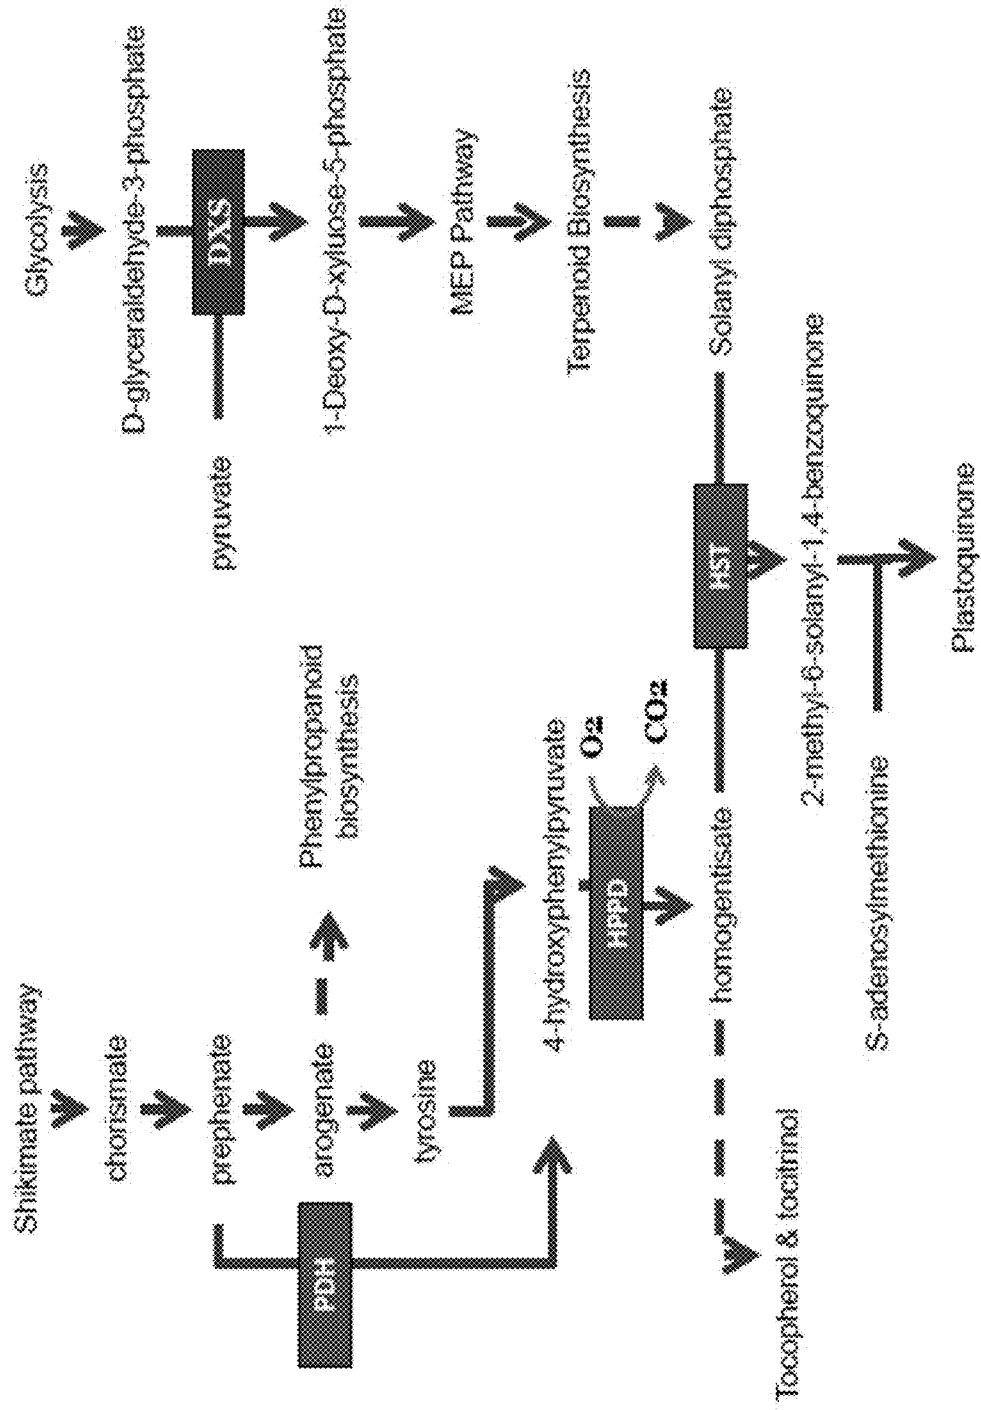 Shikimate pathway
chorismate
prephenate
arogenate
tyrosine
PDH
Phenylpropanoid
biosynthesis
4-hydroxyphenylpyruvate
HPPD
O2
CO2
homogentisate
Tocopherol & tocitrinol
Glycolysis
D-glyceraldehyde-3-phosphate
pyruvate
DXS
1-Deoxy-D-xyluose-5-phosphate
MEP Pathway
Terpenoid Biosynthesis
Solanyl diphosphate
HST
2-methyl-6-solanyl-1,4-benzoquinone
S-adenosylmethionine
Plastoquinone